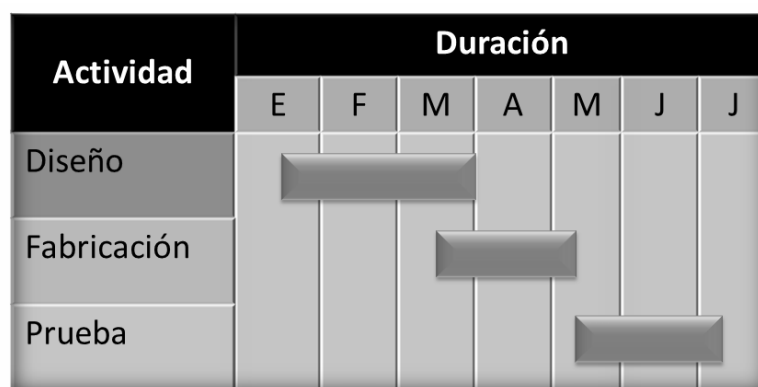 Actividad
Duración
E F M A M J J
Diseño
Fabricación
Prueba